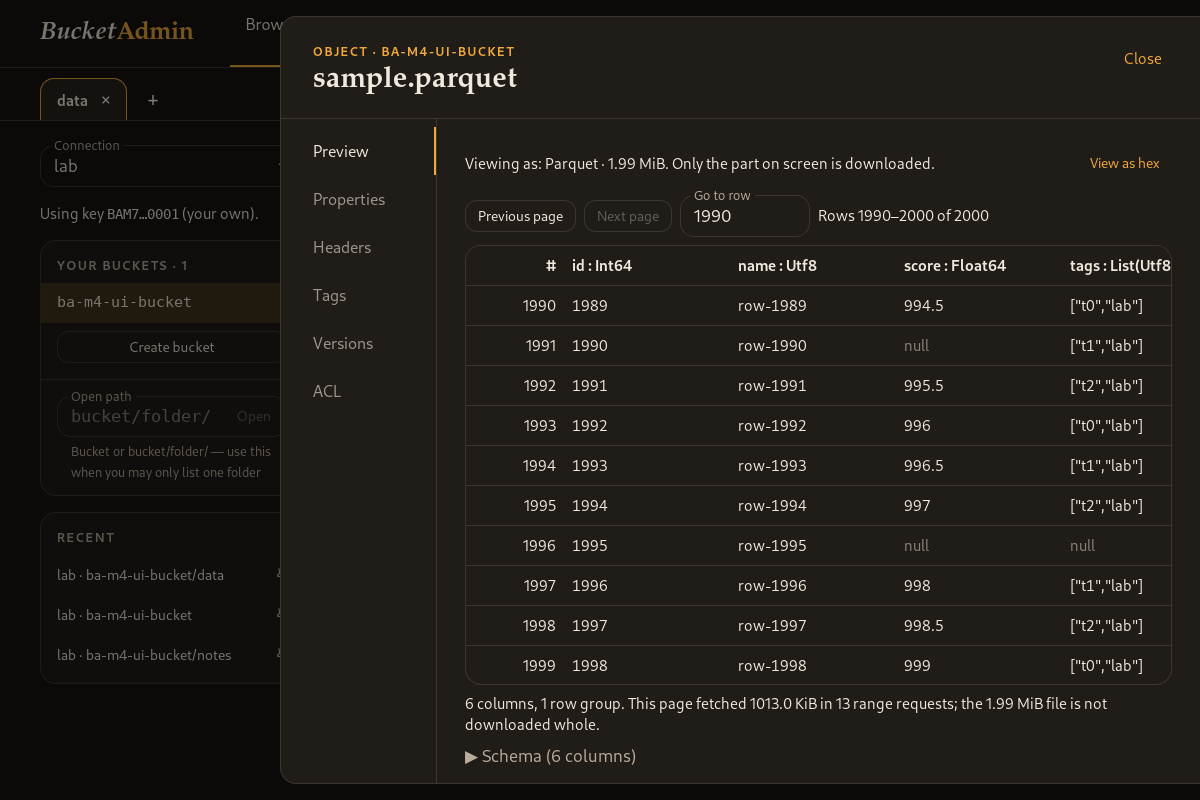 BucketAdmin
Brow
data × +
Connection
lab
Using key BAM7…0001 (your own).
YOUR BUCKETS · 1
ba-m4-ui-bucket
Create bucket
Open path
bucket/folder/ Open
Bucket or bucket/folder/ — use this
when you may only list one folder
RECENT
lab · ba-m4-ui-bucket/data
lab · ba-m4-ui-bucket
lab · ba-m4-ui-bucket/notes
OBJECT · BA-M4-UI-BUCKET
sample.parquet
Close
Preview
Properties
Headers
Tags
Versions
ACL
Viewing as: Parquet · 1.99 MiB. Only the part on screen is downloaded. View as hex
Go to row
Previous page Next page 1990 Rows 1990–2000 of 2000
# id : Int64 name : Utf8 score : Float64 tags : List(Utf8
1990 1989 row-1989 994.5 ["t0","lab"]
1991 1990 row-1990 null ["t1","lab"]
1992 1991 row-1991 995.5 ["t2","lab"]
1993 1992 row-1992 996 ["t0","lab"]
1994 1993 row-1993 996.5 ["t1","lab"]
1995 1994 row-1994 997 ["t2","lab"]
1996 1995 row-1995 null null
1997 1996 row-1996 998 ["t1","lab"]
1998 1997 row-1997 998.5 ["t2","lab"]
1999 1998 row-1998 999 ["t0","lab"]
6 columns, 1 row group. This page fetched 1013.0 KiB in 13 range requests; the 1.99 MiB file is not
downloaded whole.
▶ Schema (6 columns)